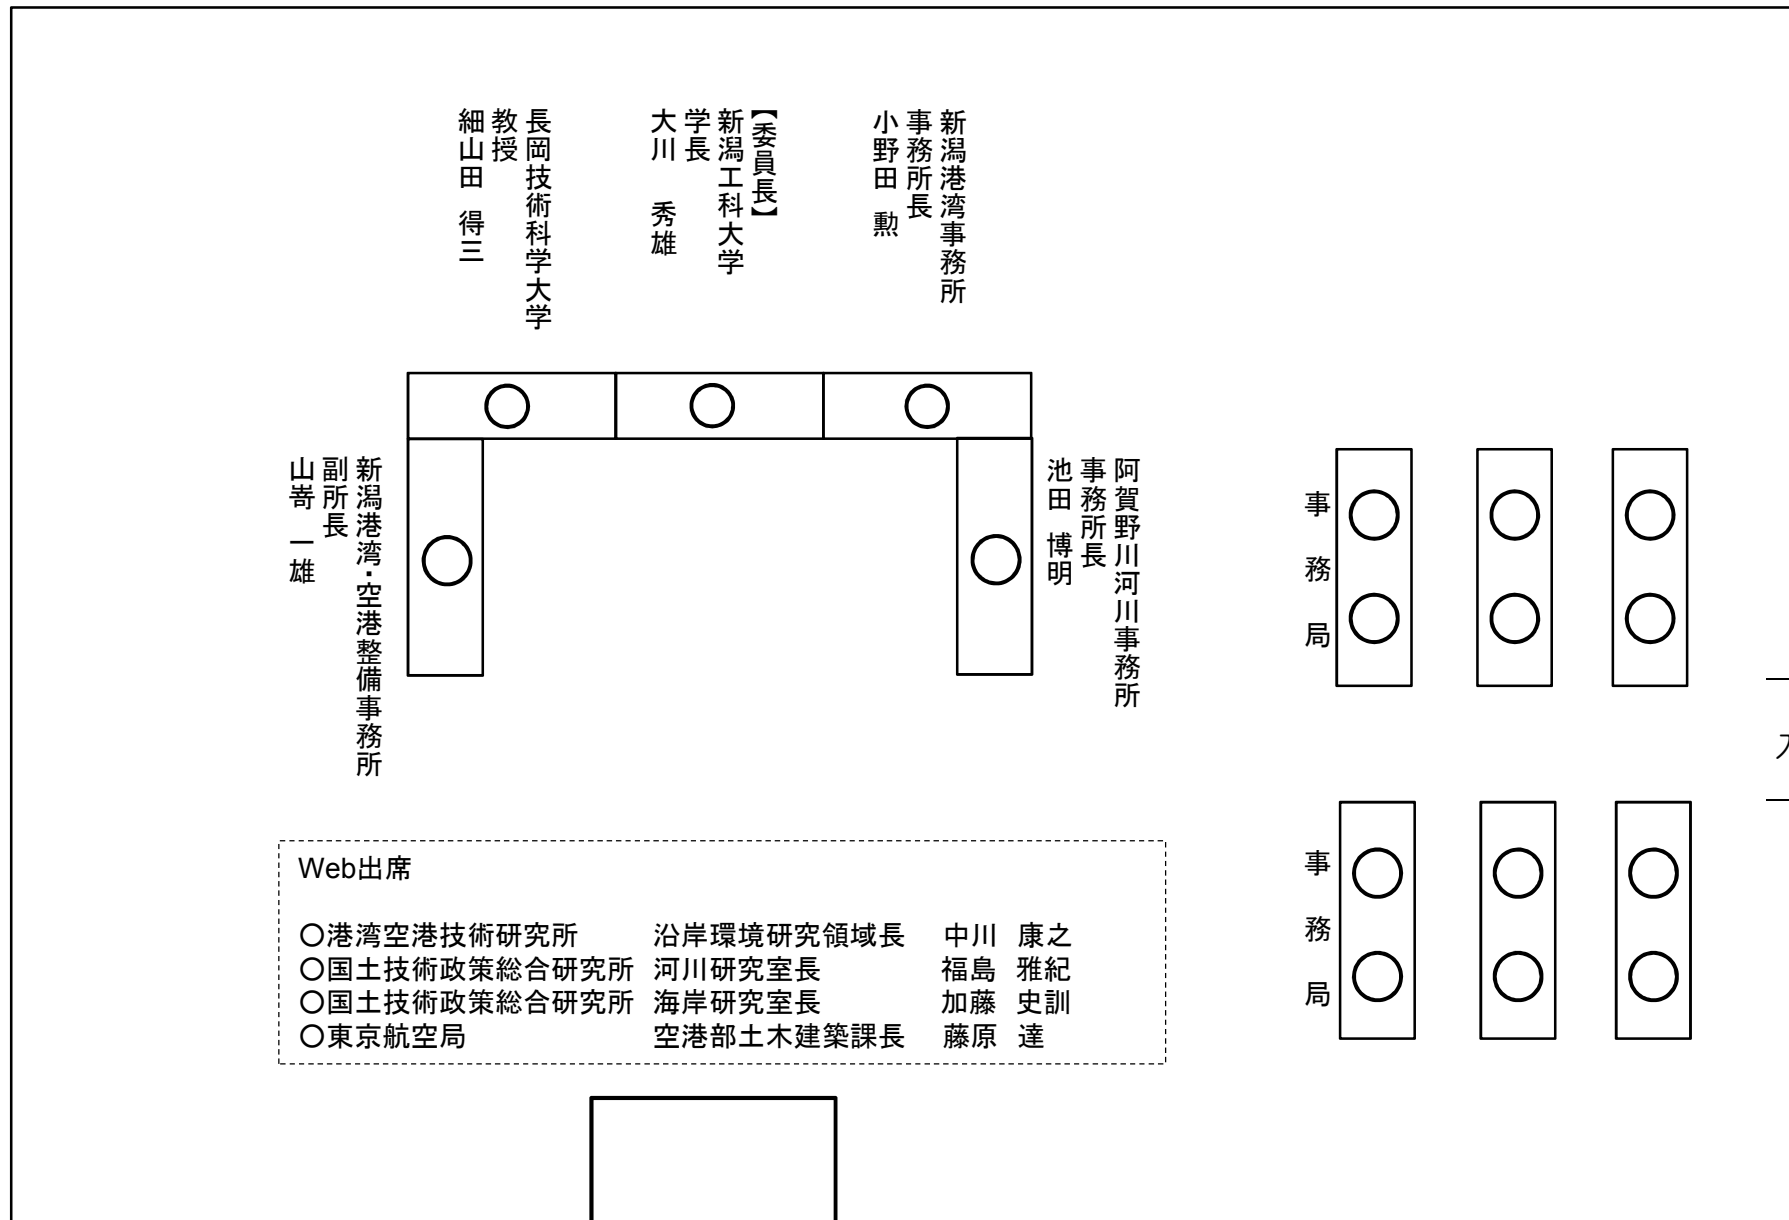 新潟港湾事務所
事務所長
小野田 勲
【委員長】
新潟工科大学
学長
大川 秀雄
長岡技術科学大学
教授
細山田 得三
阿賀野川河川事務所
事務所長
池田 博明
新潟港湾・空港整備事務所
副所長
山嵜 一雄
事務局
事務局
Web出席
〇港湾空港技術研究所 沿岸環境研究領域長 中川 康之
〇国土技術政策総合研究所 河川研究室長 福島 雅紀
〇国土技術政策総合研究所 海岸研究室長 加藤 史訓
〇東京航空局 空港部土木建築課長 藤原 達